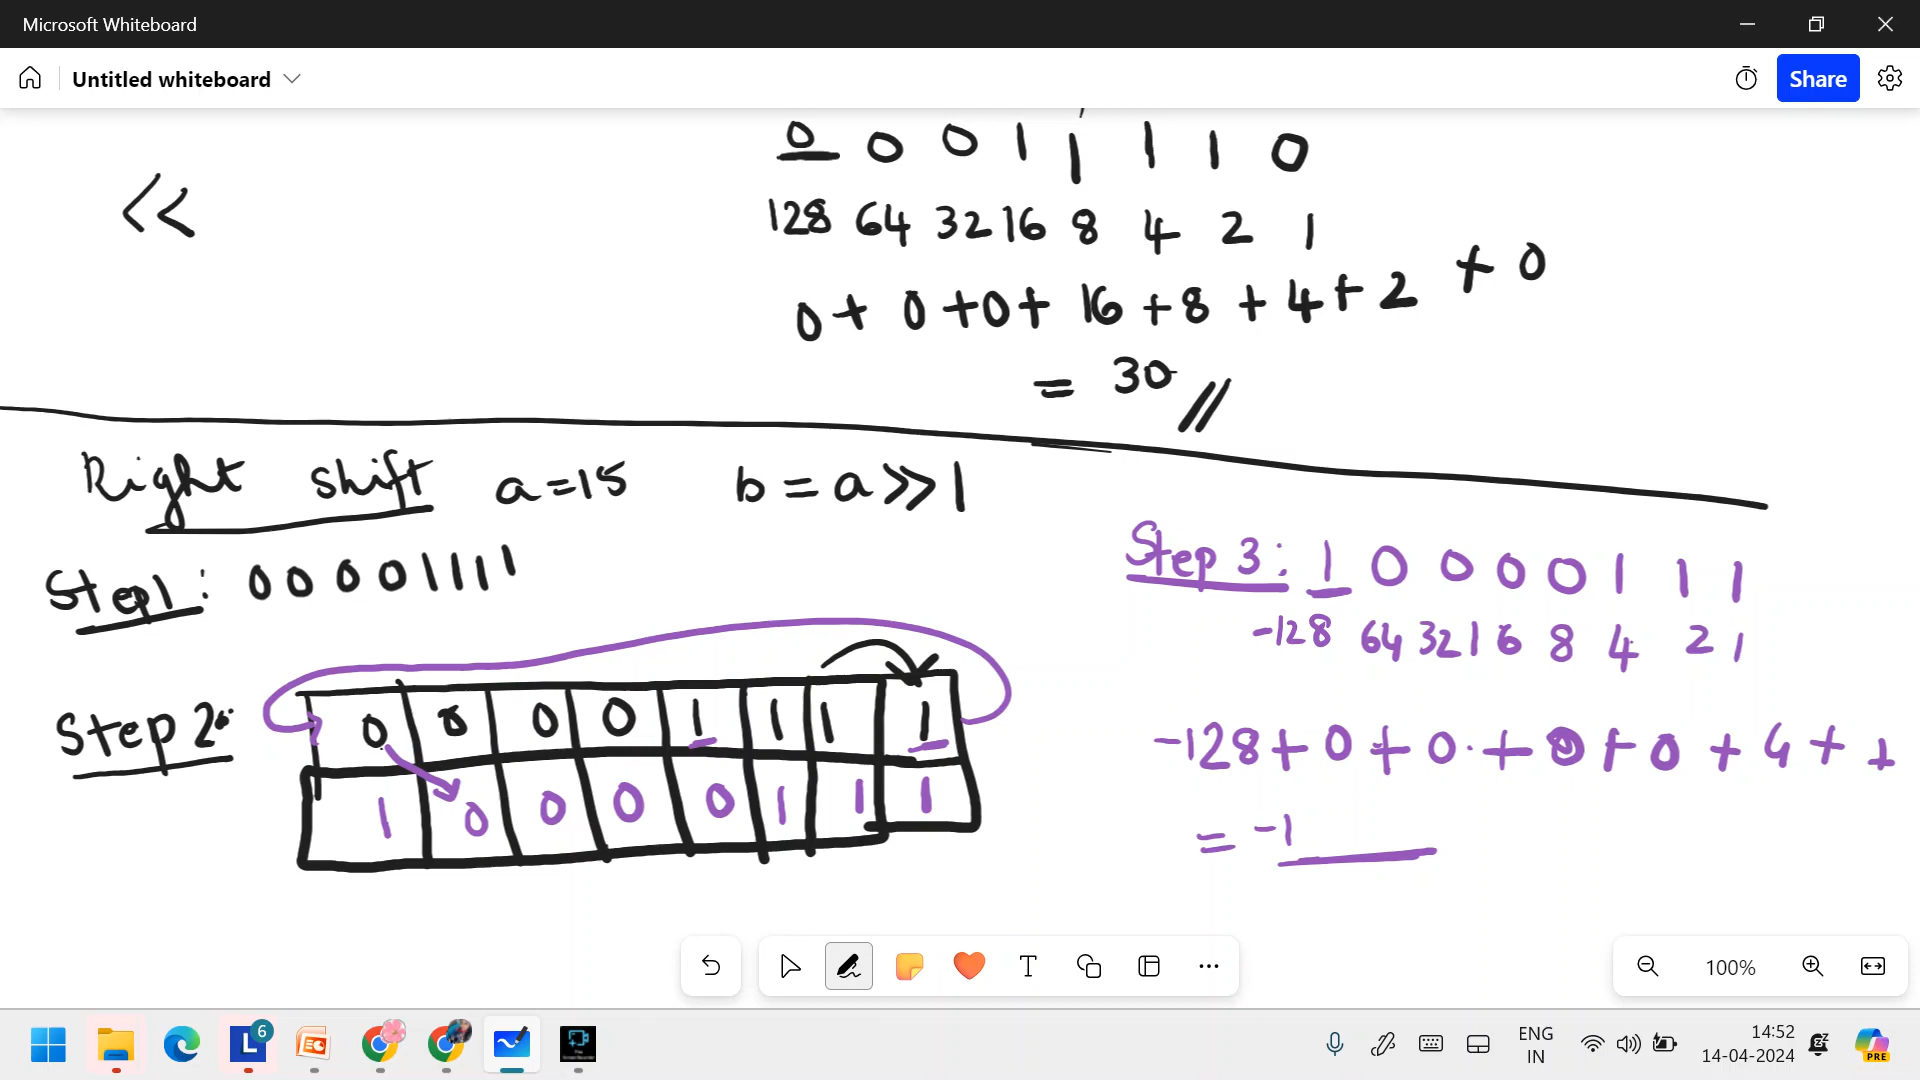 Microsoft Whiteboard
Untitled whiteboard
Share
<<
0 0 0 1 1 1 1 0
128 64 32 16 8 4 2 1
0 + 0 + 0 + 16 + 8 + 4 + 2 + 0
= 30 //
Right shift a=15 b = a >> 1
Step 1 : 0 0 0 0 1 1 1 1
Step 2:
0 0 0 0 1 1 1 1
1 0 0 0 0 1 1 1
Step 3 : 1 0 0 0 0 1 1 1
-128 64 32 16 8 4 2 1
-128 + 0 + 0 + 0 + 0 + 4 +
= -1
T
100%
6
L
EC
ENG
IN
14:52
14-04-2024
PRE